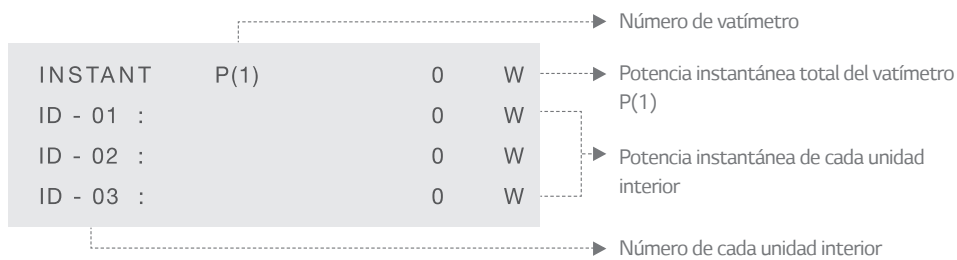 Número de vatímetro
INSTANT P(1) 0 W
Potencia instantánea total del vatímetro
P(1)
ID - 01 : 0 W
ID - 02 : 0 W
Potencia instantánea de cada unidad
interior
ID - 03 : 0 W
Número de cada unidad interior